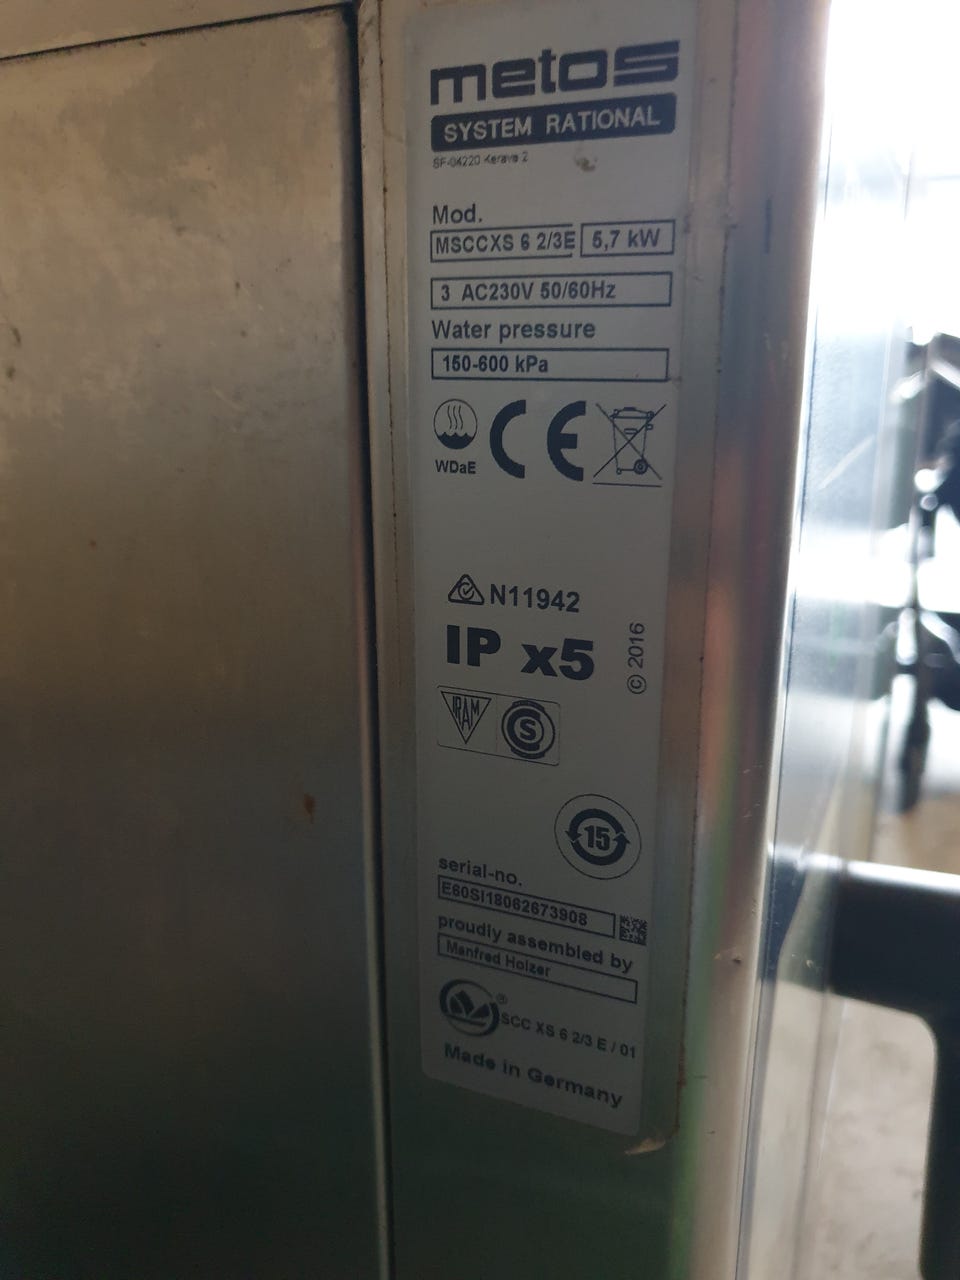 metos
SYSTEM RATIONAL
SF-04220 Kerava 2
Mod.
MSCCXS 6 2/3E 5,7 kW
3 AC230V 50/60Hz
Water pressure
150-600 kPa
WDaE CE
N11942
IP x5
© 2016
IRAM S
15
serial-no.
E60SI18062673908
proudly assembled by
Manfred Holzer
® SCC XS 6 2/3 E / 01
Made in Germany